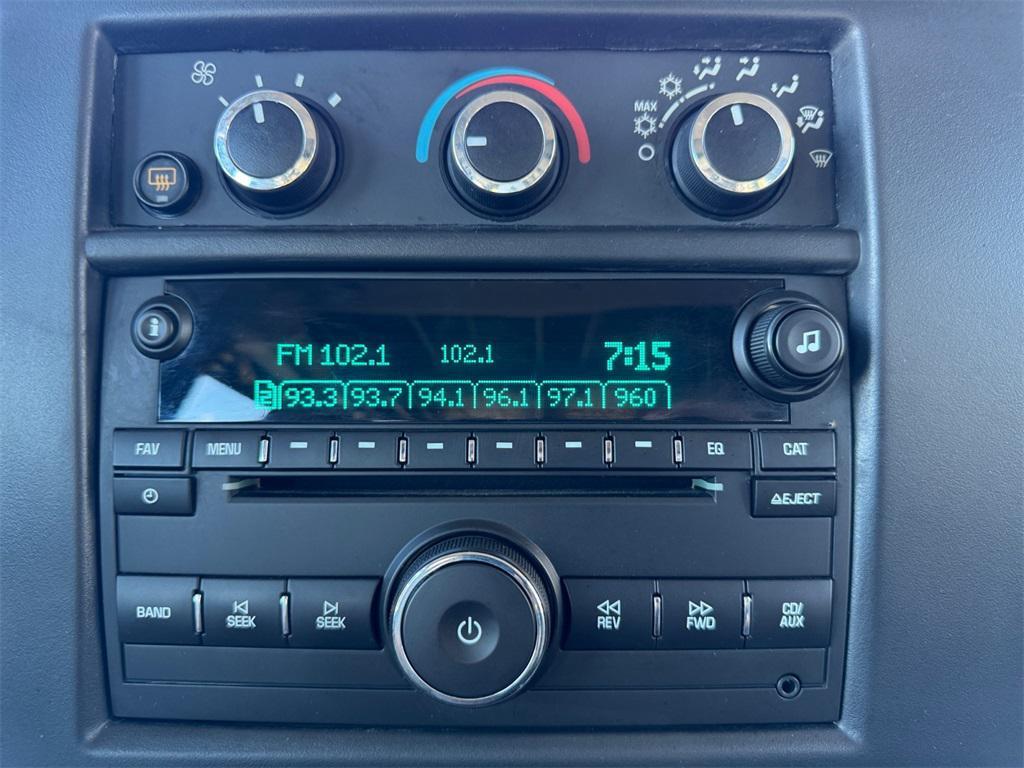 MAX
i
FM 102.1 102.1 7:15
2 93.3 93.7 94.1 96.1 97.1 960
FAV MENU EQ CAT
EJECT
BAND SEEK SEEK REV FWD CD/
AUX